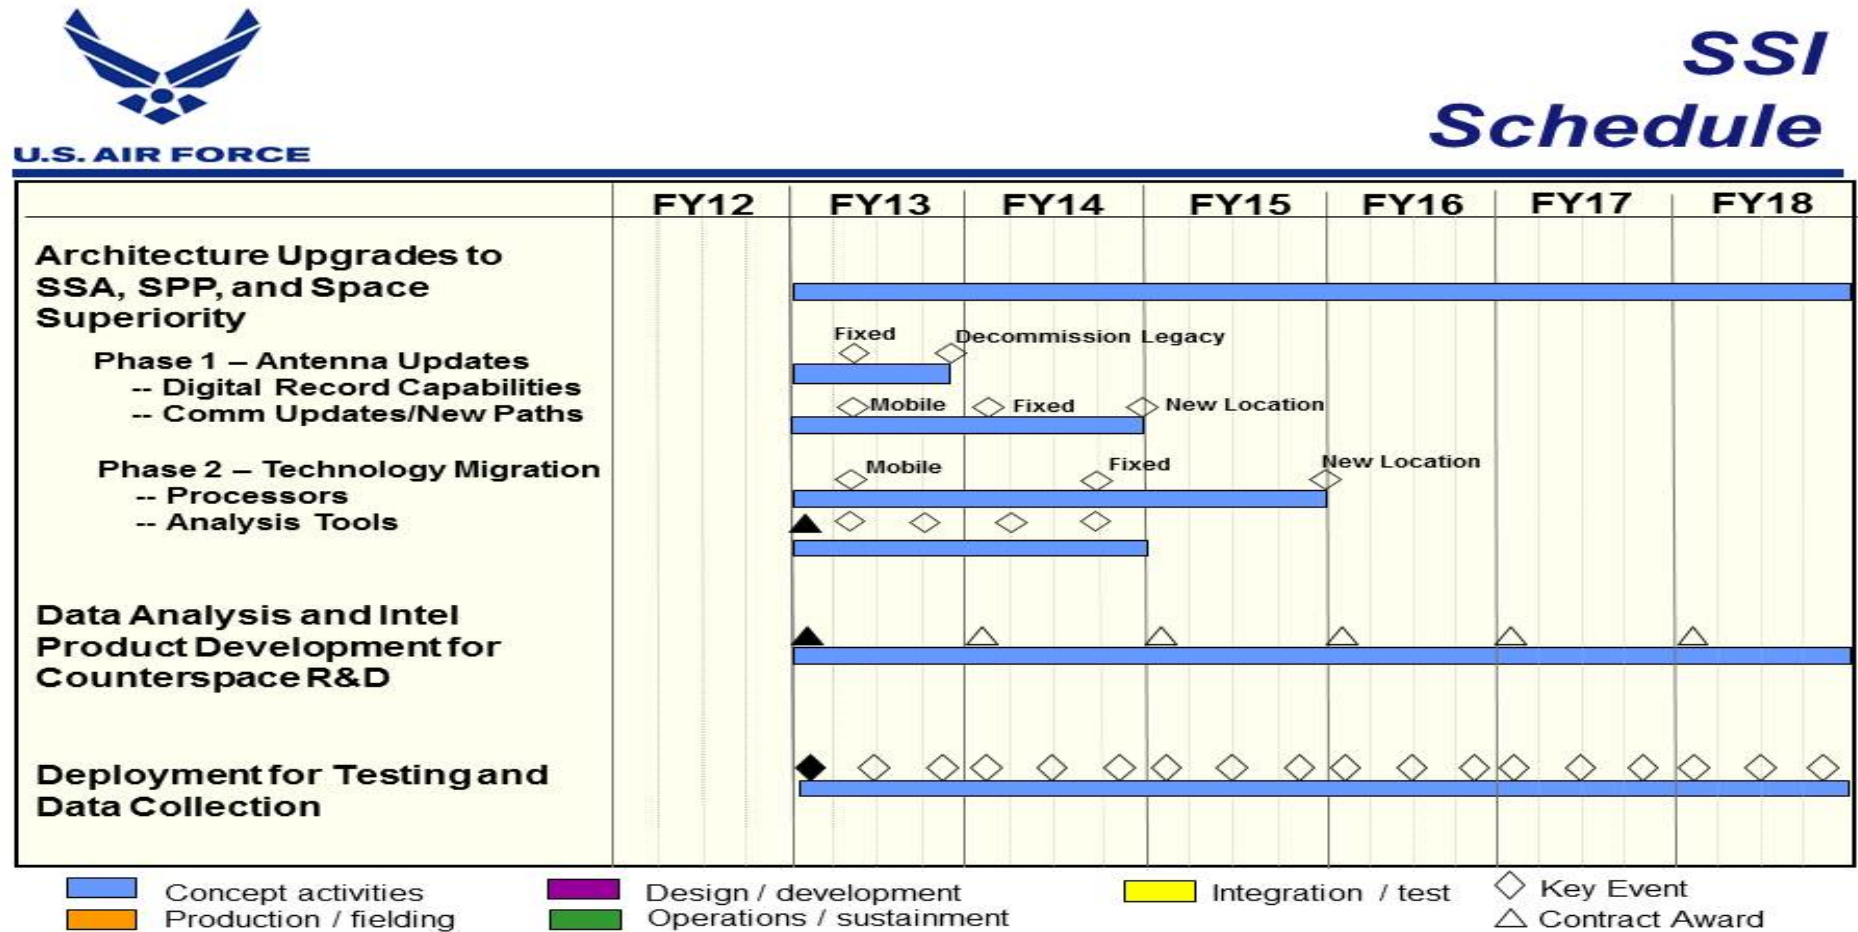 SSI
Schedule
U.S. AIR FORCE
FY12 FY13 FY14 FY15 FY16 FY17 FY18
Architecture Upgrades to
SSA, SPP, and Space
Superiority
Fixed Decommission Legacy
Phase 1 – Antenna Updates
-- Digital Record Capabilities
-- Comm Updates/New Paths
Mobile Fixed New Location
Phase 2 – Technology Migration
Mobile Fixed New Location
-- Processors
-- Analysis Tools
Data Analysis and Intel
Product Development for
Counterspace R&D
Deployment for Testing and
Data Collection
Concept activities Design / development Integration / test Key Event
Production / fielding Operations / sustainment Contract Award